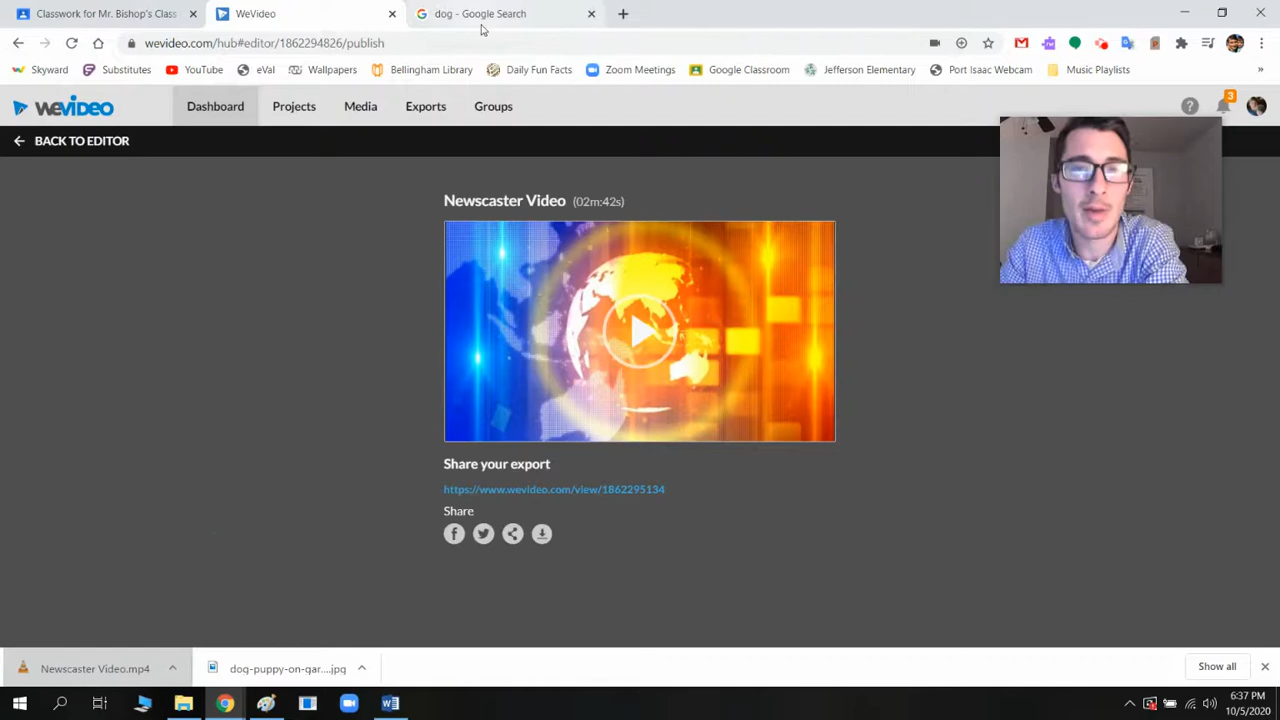 Classwork for Mr. Bishop's Class
WeVideo
dog - Google Search
wevideo.com/hub#editor/1862294826/publish
Skyward
Substitutes
YouTube
eVal
Wallpapers
Bellingham Library
Daily Fun Facts
Zoom Meetings
Google Classroom
Jefferson Elementary
Port Isaac Webcam
Music Playlists
»
WEVIDEO
Dashboard
Projects
Media
Exports
Groups
?
3
BACK TO EDITOR
Newscaster Video (02m:42s)
Share your export
https://www.wevideo.com/view/1862295134
Share
Newscaster Video.mp4
dog-puppy-on-gar....jpg
Show all
6:37 PM
10/5/2020